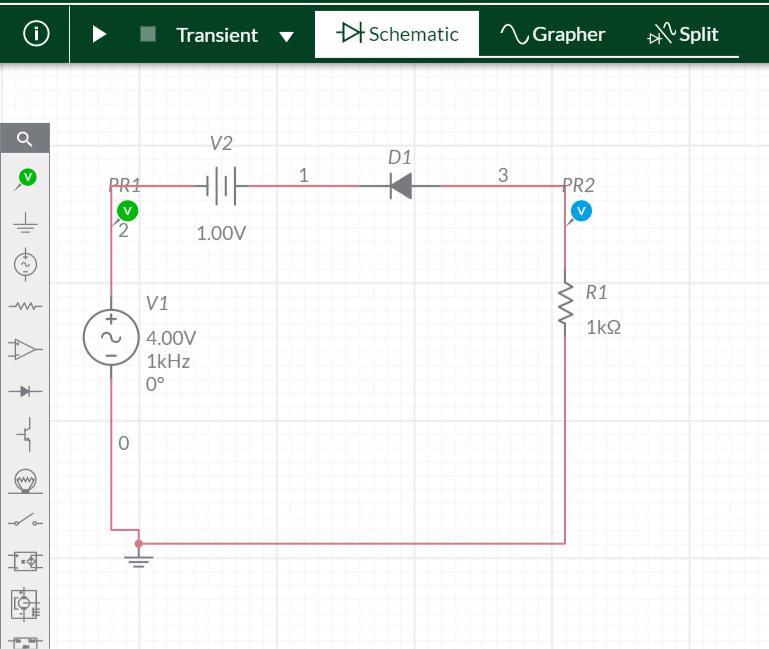 Transient
Schematic
Grapher
Split
V2
D1
PR1
1
3
PR2
V
V
V
2
1.00V
V1
R1
4.00V
1kΩ
1kHz
0°
0